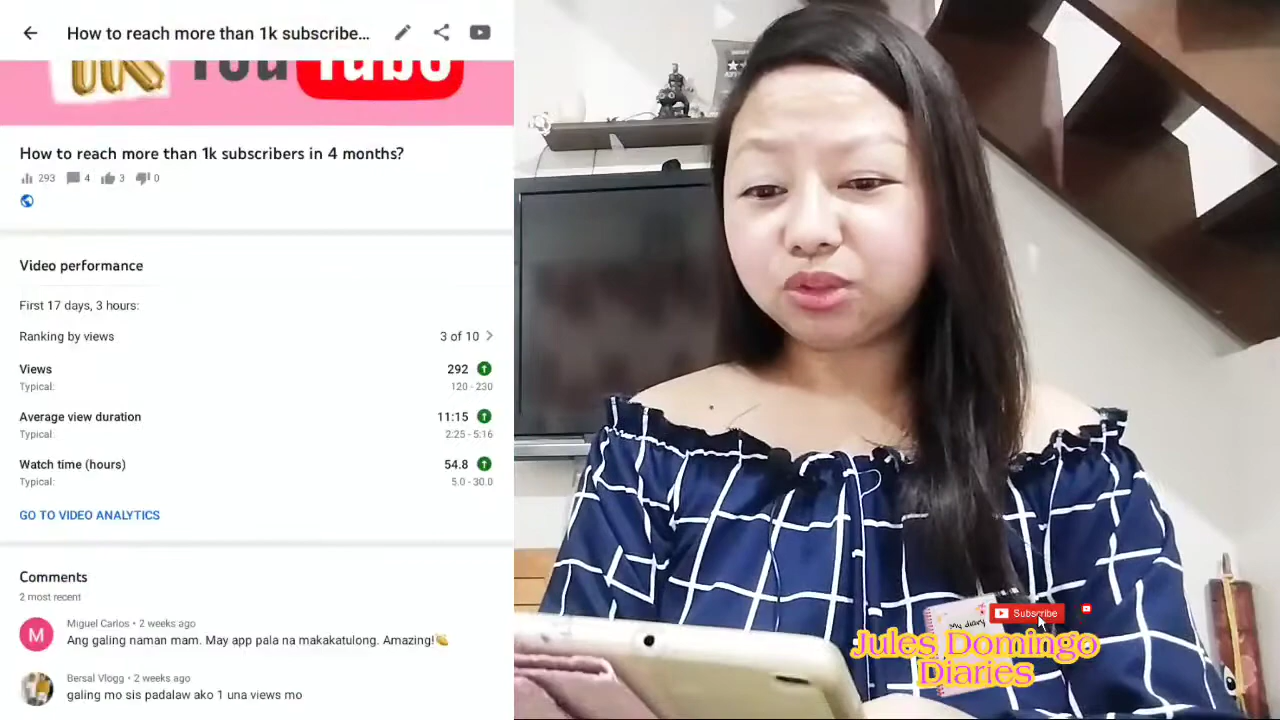 How to reach more than 1k subscribe...
1K YouTube
How to reach more than 1k subscribers in 4 months?
293 4 3 0
Video performance
First 17 days, 3 hours:
Ranking by views 3 of 10
Views 292
Typical: 120 - 230
Average view duration 11:15
Typical: 2:25 - 5:16
Watch time (hours) 54.8
Typical: 5.0 - 30.0
GO TO VIDEO ANALYTICS
Comments
2 most recent
M
Miguel Carlos • 2 weeks ago
Ang galing naman mam. May app pala na makakatulong. Amazing!👏
Bersal Vlogg • 2 weeks ago
galing mo sis padalaw ako 1 una views mo
my diary
Subscribe
Jules Domingo
Diaries